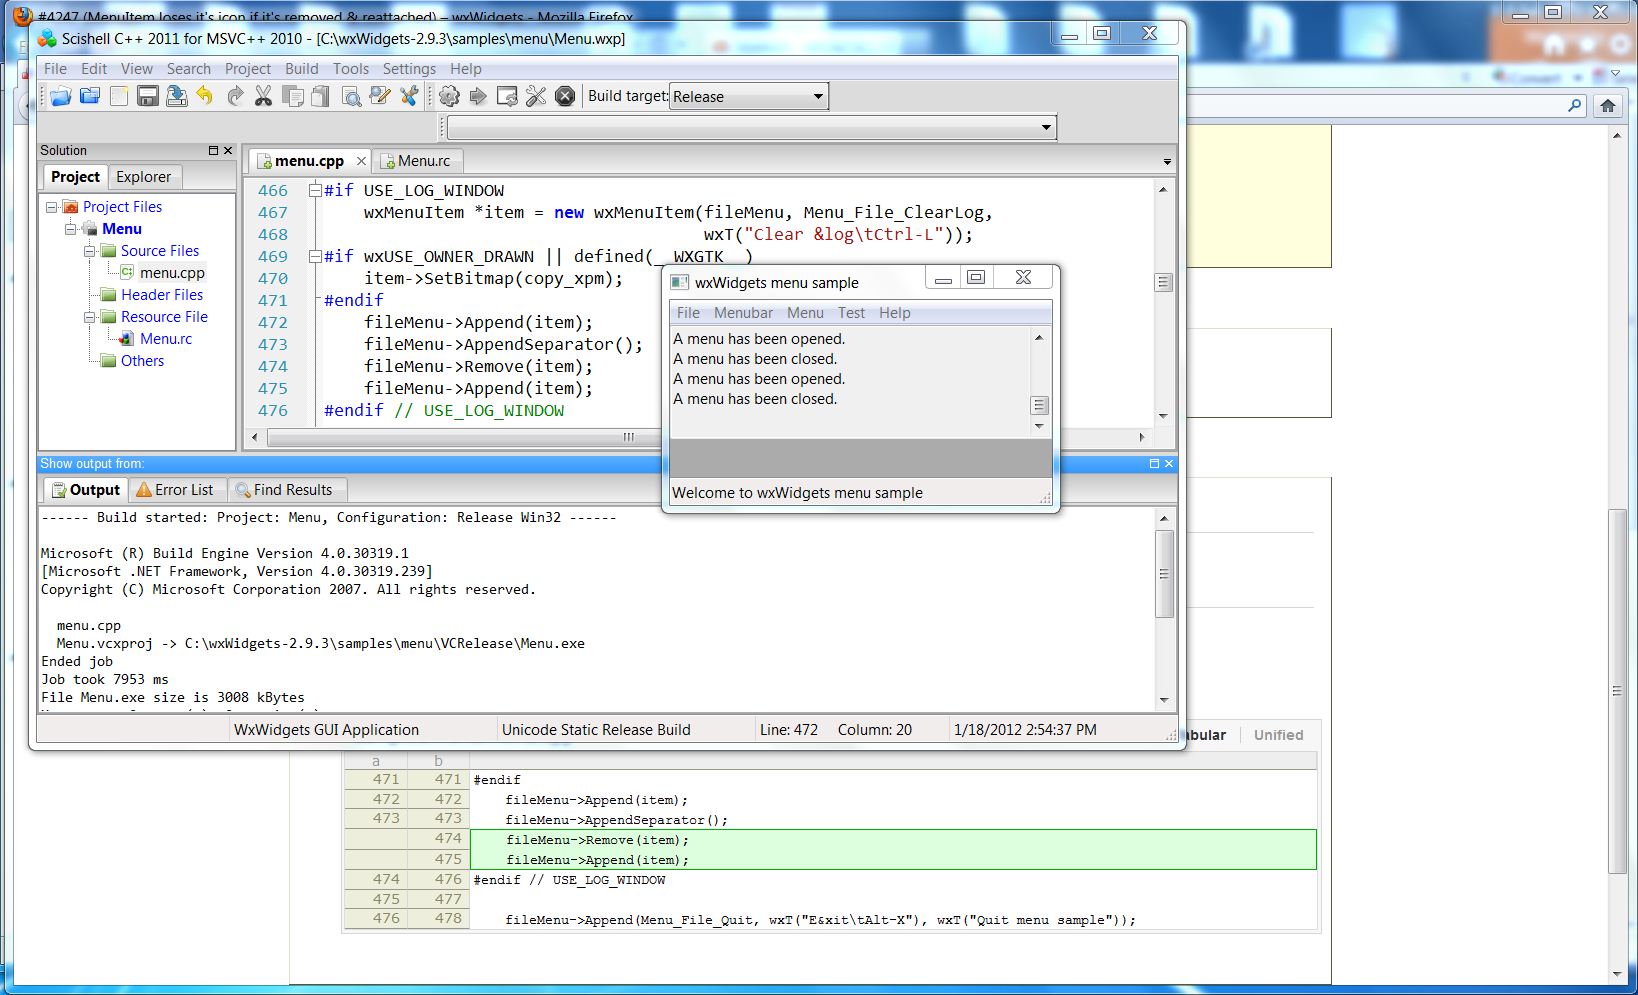 #4247 (MenuItem loses it's icon if it's removed & reattached) – wxWidgets - Mozilla Firefox
Scishell C++ 2011 for MSVC++ 2010 - [C:\wxWidgets-2.9.3\samples\menu\Menu.wxp]
File Edit View Search Project Build Tools Settings Help
Build target: Release
Solution
Project Explorer
Project Files
Menu
Source Files
menu.cpp
Header Files
Resource File
Menu.rc
Others
menu.cpp Menu.rc
466 #if USE_LOG_WINDOW
467 wxMenuItem *item = new wxMenuItem(fileMenu, Menu_File_ClearLog,
468 wxT("Clear &log\tCtrl-L"));
469 #if wxUSE_OWNER_DRAWN || defined(__WXGTK__)
470 item->SetBitmap(copy_xpm);
471 #endif
472 fileMenu->Append(item);
473 fileMenu->AppendSeparator();
474 fileMenu->Remove(item);
475 fileMenu->Append(item);
476 #endif // USE_LOG_WINDOW
wxWidgets menu sample
File Menubar Menu Test Help
A menu has been opened.
A menu has been closed.
A menu has been opened.
A menu has been closed.
Welcome to wxWidgets menu sample
Show output from:
Output Error List Find Results
------ Build started: Project: Menu, Configuration: Release Win32 ------
Microsoft (R) Build Engine Version 4.0.30319.1
[Microsoft .NET Framework, Version 4.0.30319.239]
Copyright (C) Microsoft Corporation 2007. All rights reserved.
menu.cpp
Menu.vcxproj -> C:\wxWidgets-2.9.3\samples\menu\VCRelease\Menu.exe
Ended job
Job took 7953 ms
File Menu.exe size is 3008 kBytes
WxWidgets GUI Application Unicode Static Release Build Line: 472 Column: 20 1/18/2012 2:54:37 PM
bular Unified
a b
471 471 #endif
472 472 fileMenu->Append(item);
473 473 fileMenu->AppendSeparator();
474 fileMenu->Remove(item);
475 fileMenu->Append(item);
474 476 #endif // USE_LOG_WINDOW
475 477
476 478 fileMenu->Append(Menu_File_Quit, wxT("E&xit\tAlt-X"), wxT("Quit menu sample"));